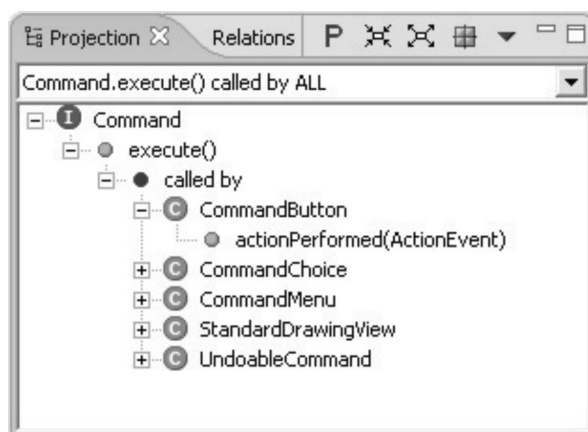 Projection Relations P
Command.execute() called by ALL
I Command
execute()
called by
C CommandButton
actionPerformed(ActionEvent)
C CommandChoice
C CommandMenu
C StandardDrawingView
C UndoableCommand